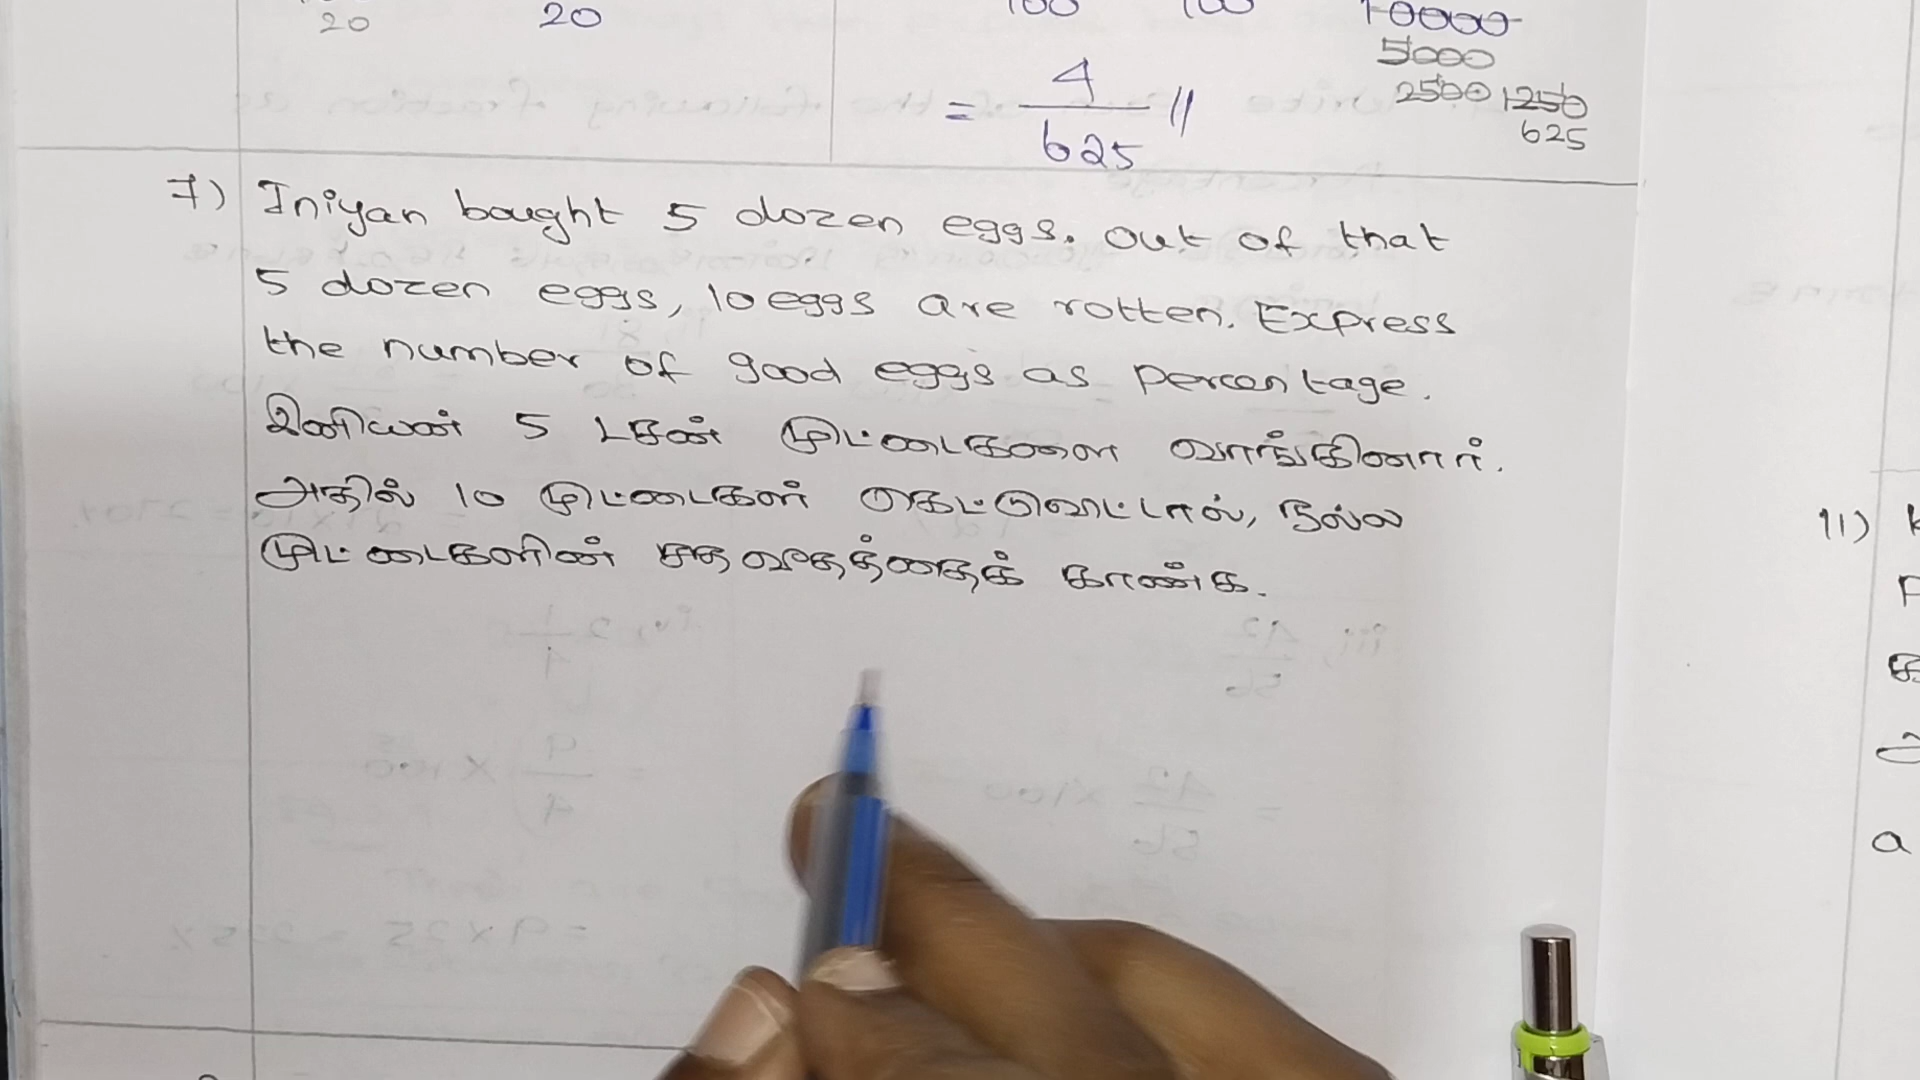 20 20 100 100 10000
5000
= 4/625 // 2500 1250
625
7) Iniyan bought 5 dozen eggs. out of that
5 dozen eggs, 10 eggs are rotten. Express
the number of good eggs as percentage.
இனியன் 5 டசன் முட்டைகளை வாங்கினார்.
அதில் 10 முட்டைகள் கெட்டுவிட்டால், நல்ல
முட்டைகளின் சதவீதத்தைக் காண்க.
11)
a